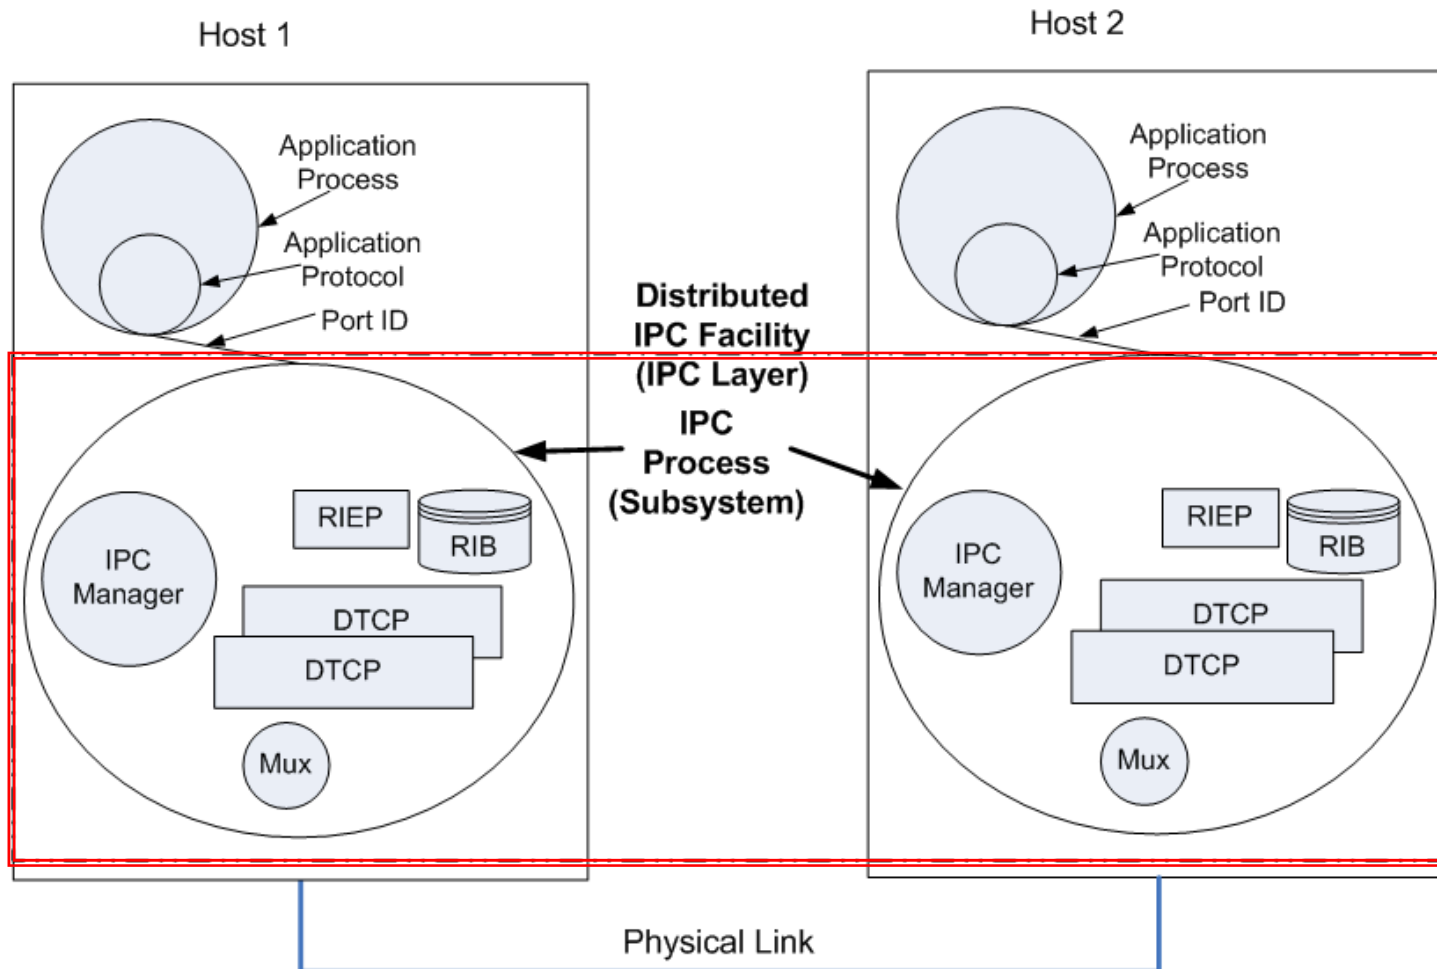 Host 1
Host 2
Application
Process
Application
Protocol
Port ID
Application
Process
Application
Protocol
Port ID
Distributed
IPC Facility
(IPC Layer)
IPC
Process
(Subsystem)
IPC
Manager
RIEP
RIB
DTCP
DTCP
Mux
IPC
Manager
RIEP
RIB
DTCP
DTCP
Mux
Physical Link